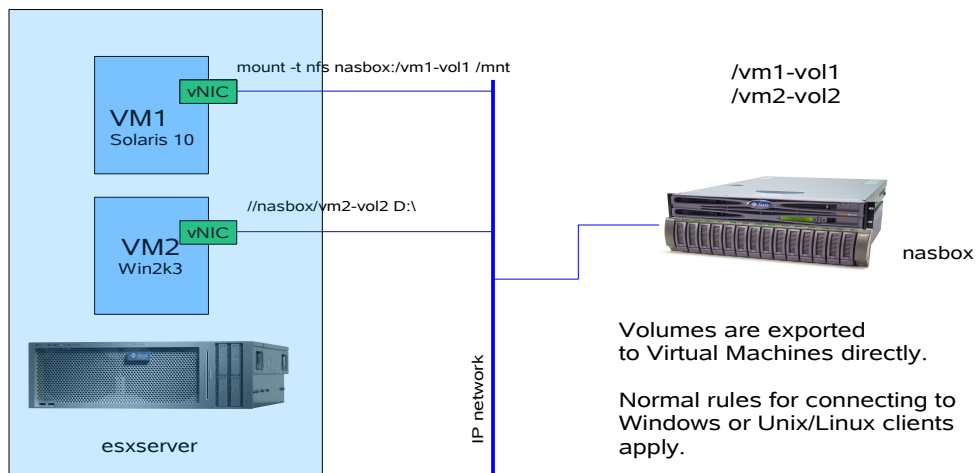 mount -t nfs nasbox:/vm1-vol1 /mnt
vNIC
VM1
Solaris 10
//nasbox/vm2-vol2 D:\
vNIC
VM2
Win2k3
esxserver
IP network
/vm1-vol1
/vm2-vol2
nasbox
Volumes are exported
to Virtual Machines directly.
Normal rules for connecting to
Windows or Unix/Linux clients
apply.